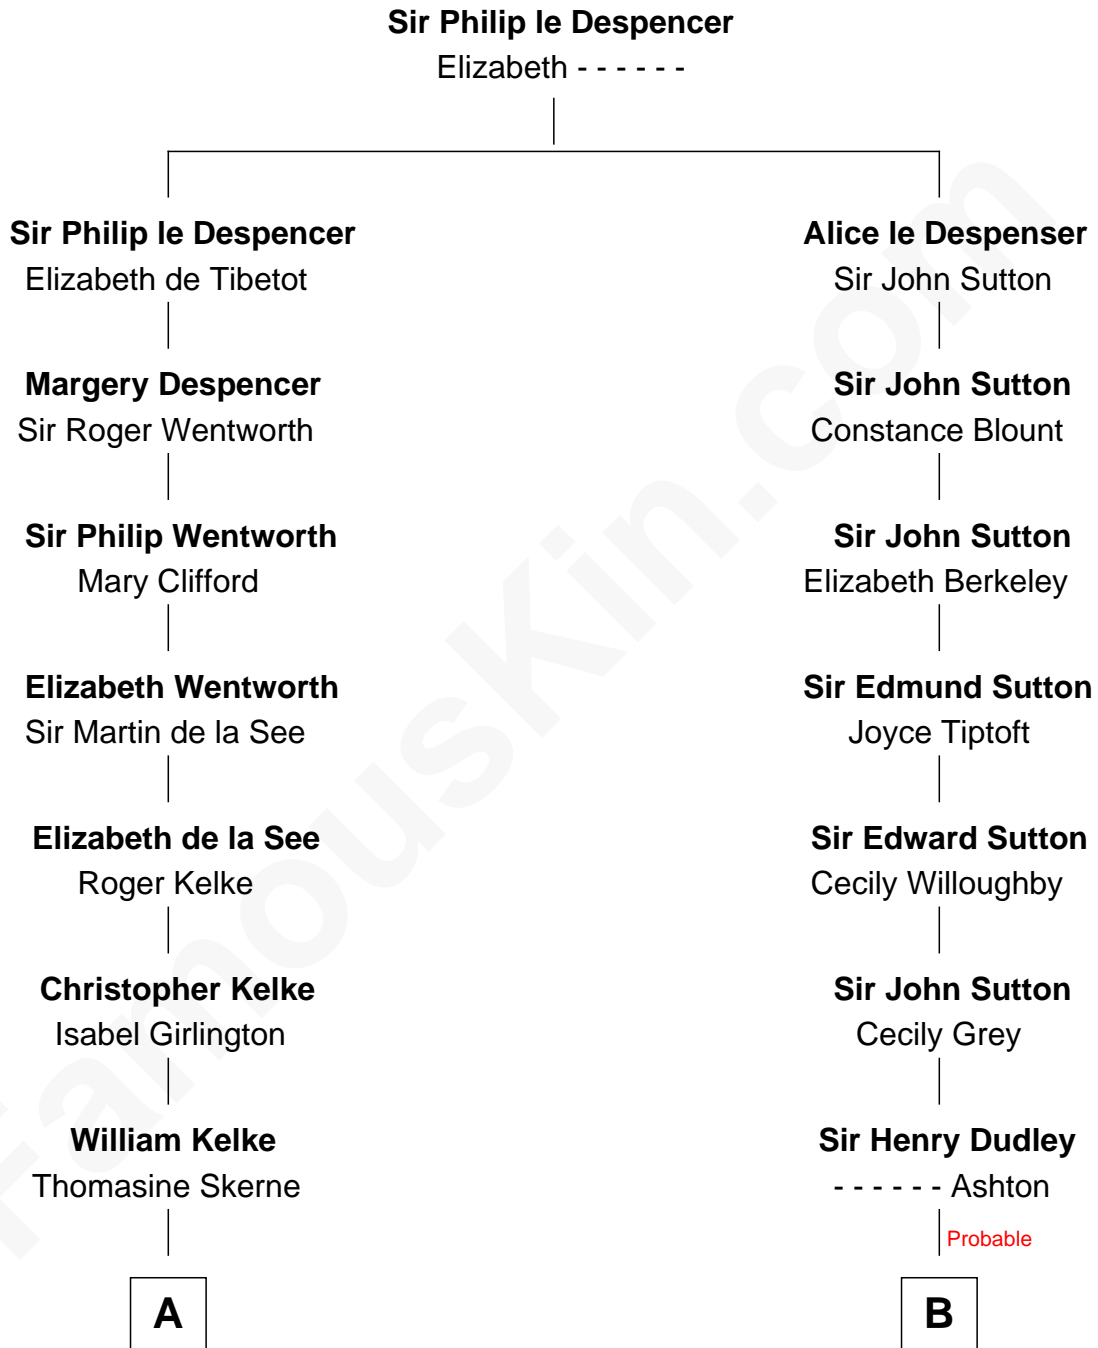 Sir Philip le Despencer
Elizabeth - - - - - -
Sir Philip le Despencer
Elizabeth de Tibetot
Margery Despencer
Sir Roger Wentworth
Sir Philip Wentworth
Mary Clifford
Elizabeth Wentworth
Sir Martin de la See
Elizabeth de la See
Roger Kelke
Christopher Kelke
Isabel Girlington
William Kelke
Thomasine Skerne
A
Alice le Despenser
Sir John Sutton
Sir John Sutton
Constance Blount
Sir John Sutton
Elizabeth Berkeley
Sir Edmund Sutton
Joyce Tiptoft
Sir Edward Sutton
Cecily Willoughby
Sir John Sutton
Cecily Grey
Sir Henry Dudley
- - - - - - Ashton
Probable
B
FamousKin.com